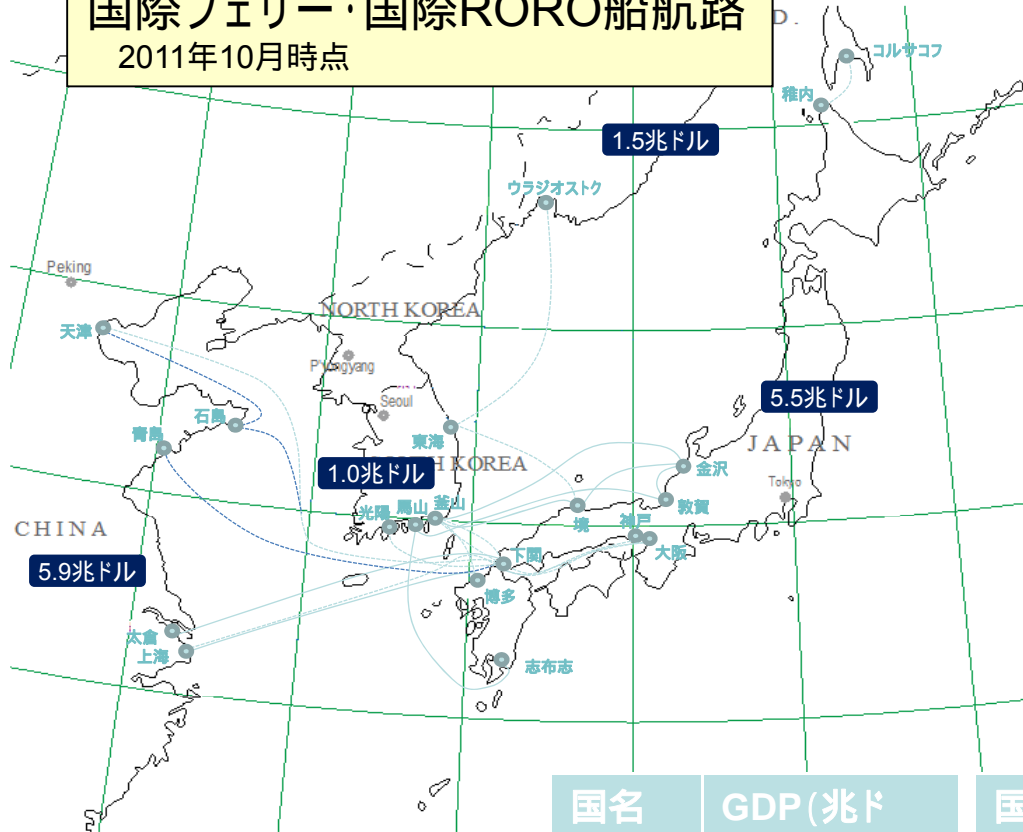 国際フェリー・国際RORO船航路
2011年10月時点
D.
コルサコフ
稚内
1.5兆ドル
ウラジオストク
Peking
NORTH KOREA
天津
P'yongyang
Seoul
5.5兆ドル
石島
青島
東海
JAPAN
1.0兆ドル
H KOREA
金沢
Tokyo
敦賀
光陽
馬山
釜山
境
神戸
CHINA
大阪
下関
5.9兆ドル
博多
太倉
上海
志布志
国名
GDP(兆ド
国